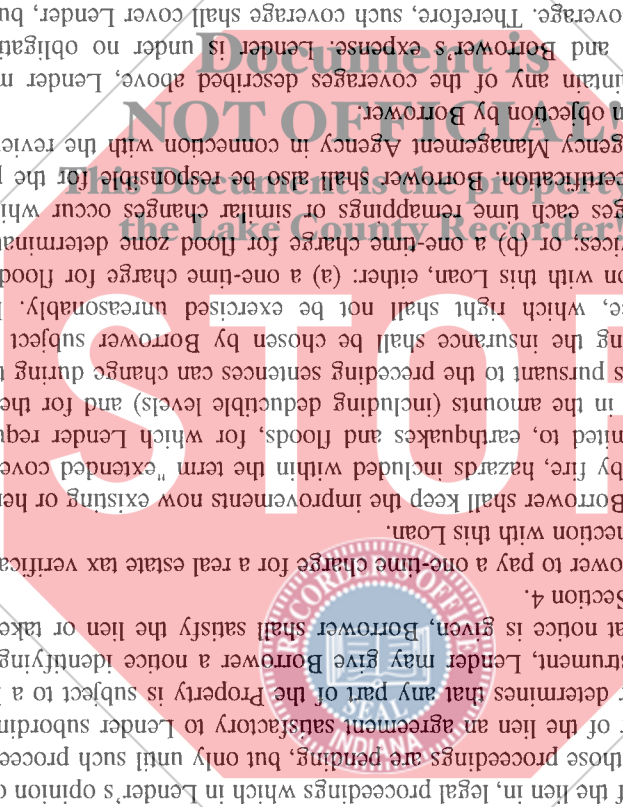 f the lien in, legal proceedings which in Lender's opinion o
those proceedings are pending, but only until such proceed
r of the lien an agreement satisfactory to Lender subordin
r determines that any part of the Property is subject to a
strument, Lender may give Borrower a notice identifying
at notice is given, Borrower shall satisfy the lien or take
Section 4.
ower to pay a one-time charge for a real estate tax verificat
nection with this Loan.
Borrower shall keep the improvements now existing or her
by fire, hazards included within the term "extended cove
mited to, earthquakes and floods, for which Lender requ
in the amounts (including deductible levels) and for the
s pursuant to the preceding sentences can change during t
ng the insurance shall be chosen by Borrower subject
ce, which right shall not be exercised unreasonably.
on with this Loan, either: (a) a one-time charge for flood
vices; or (b) a one-time charge for flood zone determinat
ges each time remappings or similar changes occur whi
certification. Borrower shall also be responsible for the
gency Management Agency in connection with the review
n objection by Borrower.
intain any of the coverages described above, Lender m
and Borrower's expense. Lender is under no obligati
overage. Therefore, such coverage shall cover Lender, bu
Document is
NOT OFFICIAL!
This Document is the property
the Lake County Recorder!
STOP
RECORDER'S OFFICE
SEAL
INDIANA